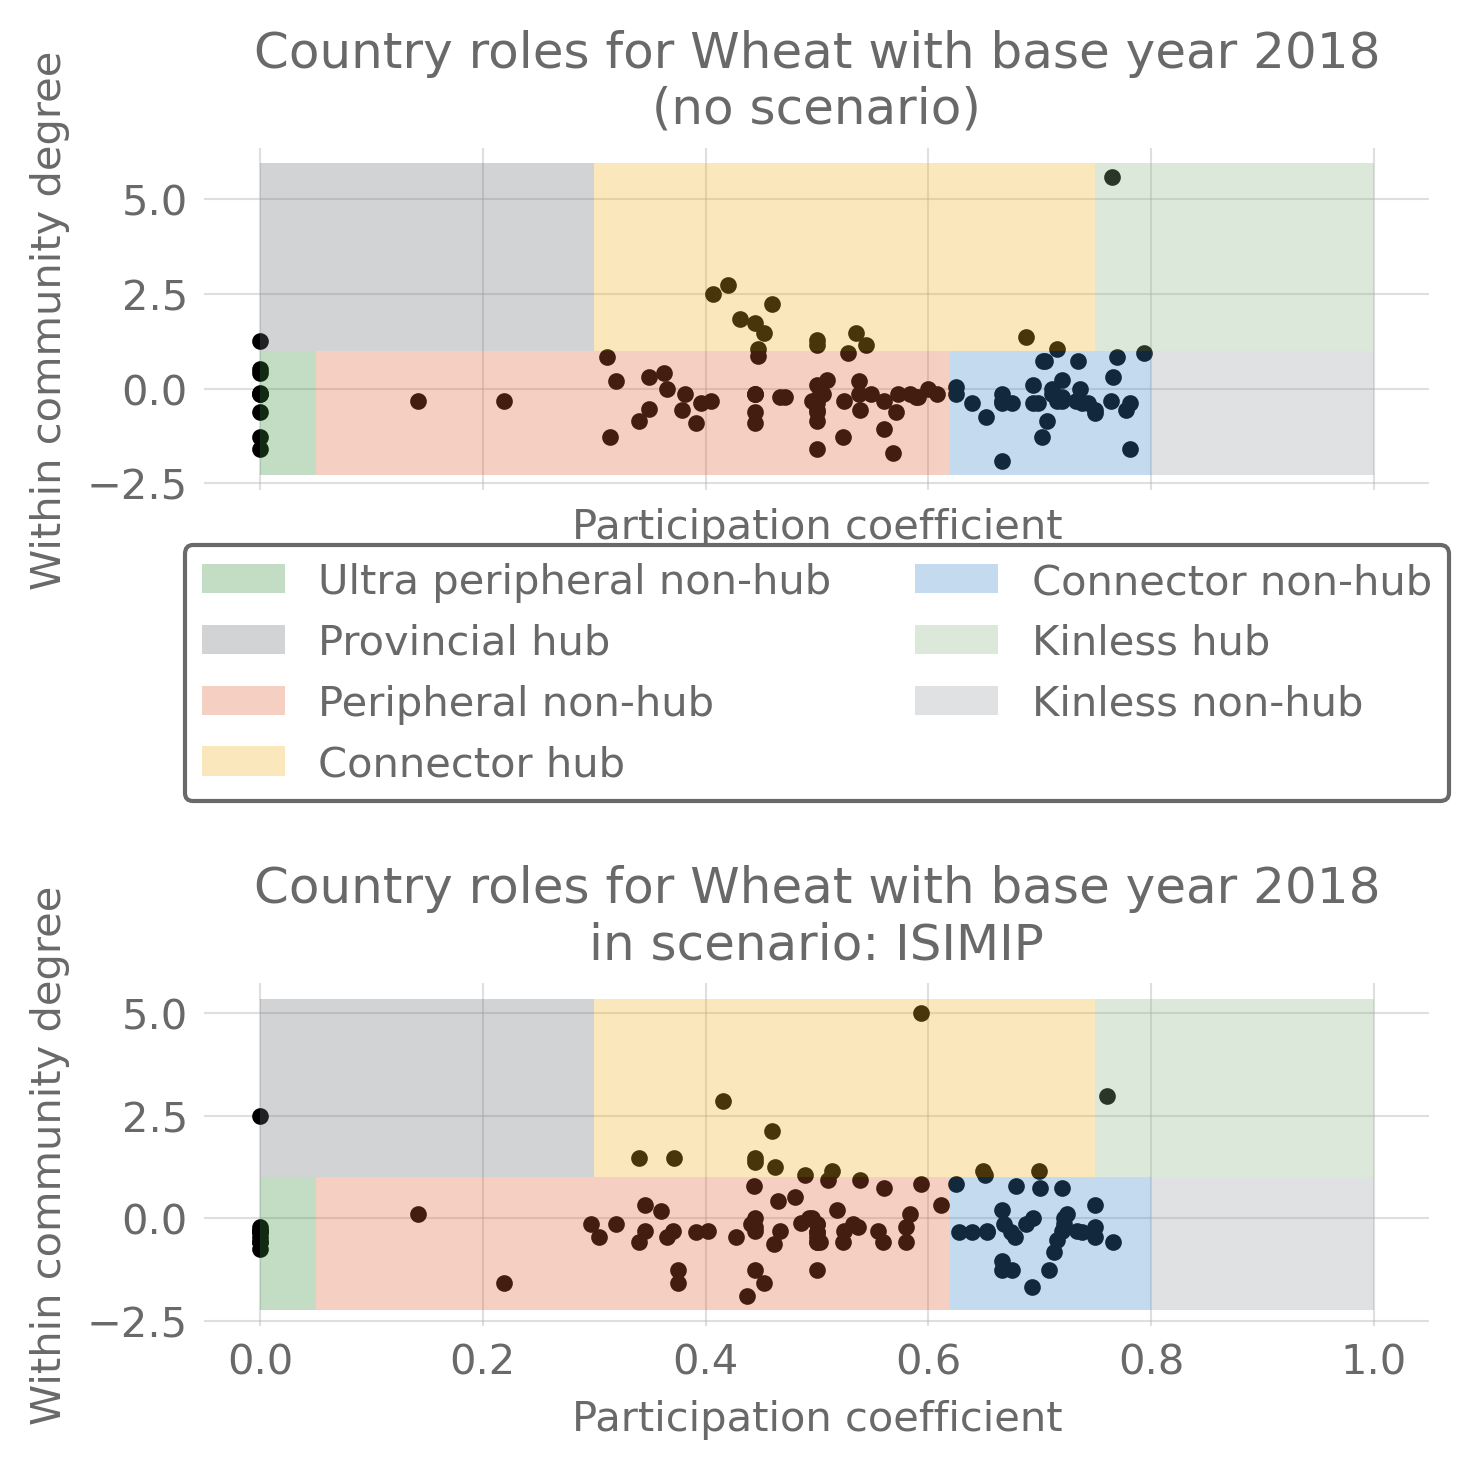 Country roles for Wheat with base year 2018
(no scenario)
Within community degree
5.0
2.5
0.0
−2.5
Participation coefficient
Ultra peripheral non-hub
Provincial hub
Peripheral non-hub
Connector hub
Connector non-hub
Kinless hub
Kinless non-hub
Country roles for Wheat with base year 2018
in scenario: ISIMIP
Within community degree
5.0
2.5
0.0
−2.5
0.0 0.2 0.4 0.6 0.8 1.0
Participation coefficient